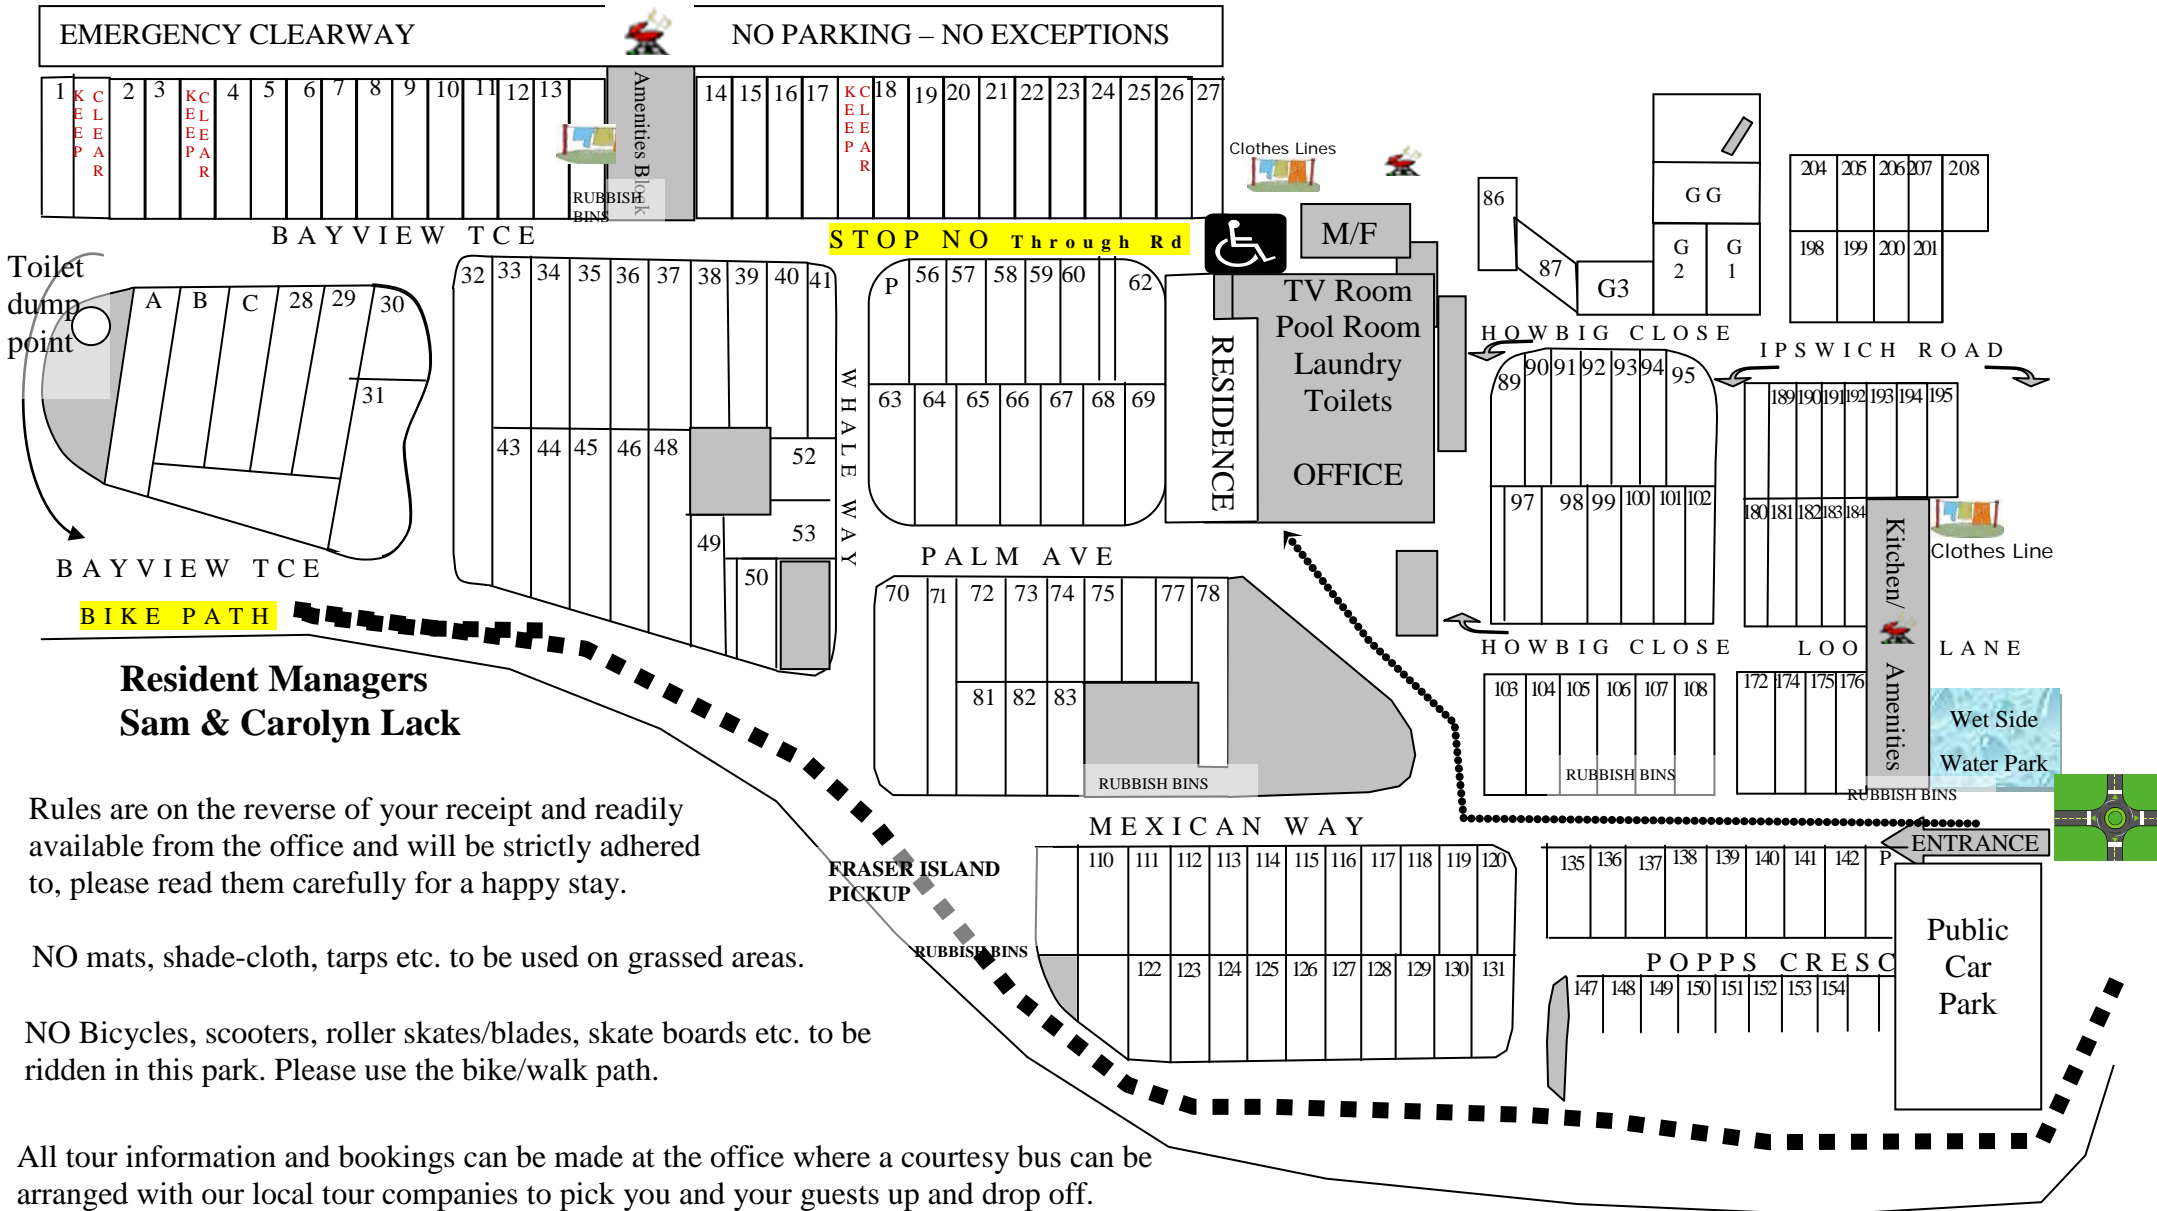 EMERGENCY CLEARWAY
NO PARKING – NO EXCEPTIONS
1 KEEP CLEAR 2 3 KEEP CLEAR 4 5 6 7 8 9 10 11 12 13
Amenities Block
14 15 16 17 KEEP CLEAR 18 19 20 21 22 23 24 25 26 27
RUBBISH
BINS
Clothes Lines
BAYVIEW TCE
STOP NO Through Rd
Toilet
dump
point
A B C 28 29 30
31
32 33 34 35 36 37 38 39 40 41
43 44 45 46 48
52
53
49
50
WHALE WAY
P 56 57 58 59 60 62
63 64 65 66 67 68 69
RESIDENCE
M/F
TV Room
Pool Room
Laundry
Toilets
OFFICE
86
87
G3
G G
G 2
G 1
204 205 206 207 208
198 199 200 201
HOWBIG CLOSE
IPSWICH ROAD
89 90 91 92 93 94 95
97 98 99 100 101 102
189 190 191 192 193 194 195
180 181 182 183 184
Kitchen/ Amenities
Clothes Line
BAYVIEW TCE
BIKE PATH
PALM AVE
70 71 72 73 74 75 77 78
81 82 83
RUBBISH BINS
HOWBIG CLOSE
LOO LANE
103 104 105 106 107 108
RUBBISH BINS
172 174 175 176
Wet Side
Water Park
RUBBISH BINS
ENTRANCE
Resident Managers
Sam & Carolyn Lack
Rules are on the reverse of your receipt and readily
available from the office and will be strictly adhered
to, please read them carefully for a happy stay.
MEXICAN WAY
FRASER ISLAND
PICKUP
RUBBISH BINS
110 111 112 113 114 115 116 117 118 119 120
122 123 124 125 126 127 128 129 130 131
135 136 137 138 139 140 141 142 P
POPPS CRESC
147 148 149 150 151 152 153 154
Public
Car
Park
NO mats, shade-cloth, tarps etc. to be used on grassed areas.
NO Bicycles, scooters, roller skates/blades, skate boards etc. to be
ridden in this park. Please use the bike/walk path.
All tour information and bookings can be made at the office where a courtesy bus can be
arranged with our local tour companies to pick you and your guests up and drop off.